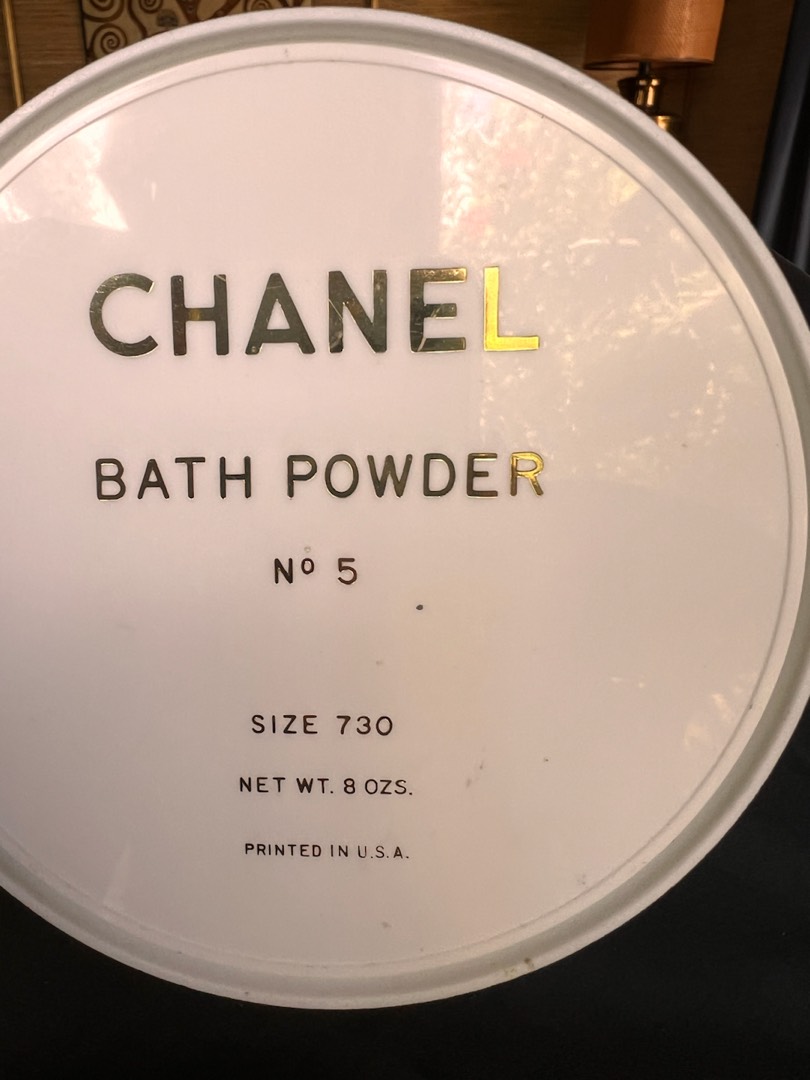 CHANEL
BATH POWDER
Nº 5
SIZE 730
NET WT. 8 OZS.
PRINTED IN U.S.A.